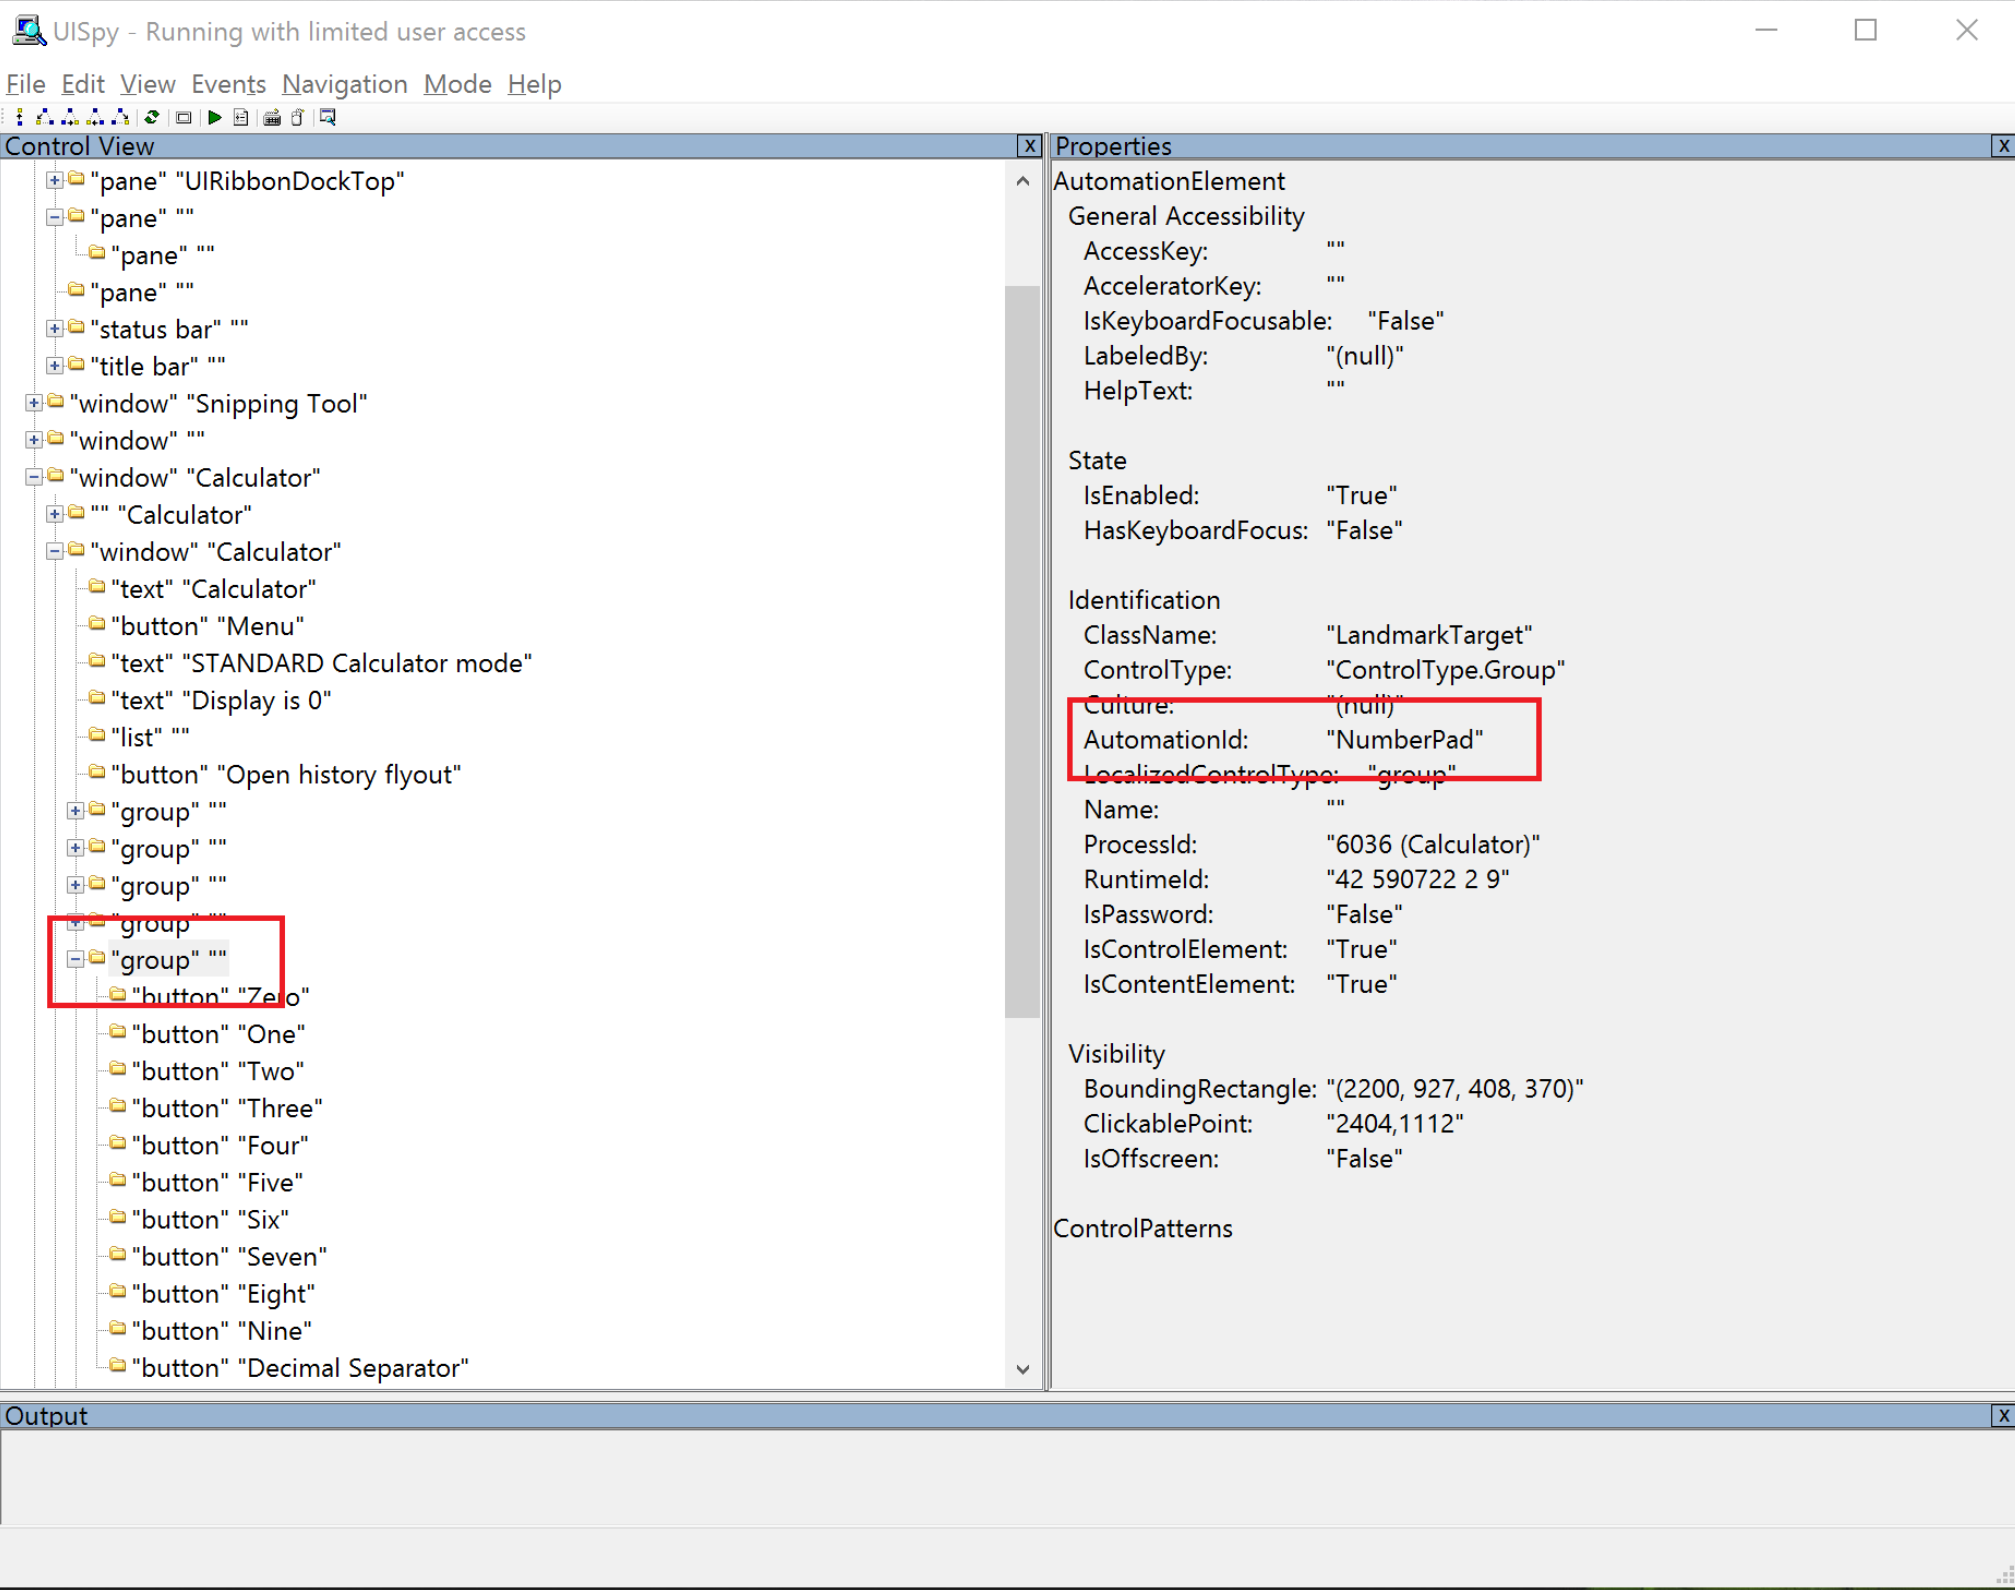 UISpy - Running with limited user access
File Edit View Events Navigation Mode Help
Control View
X
"pane" "UIRibbonDockTop"
"pane" ""
"pane" ""
"pane" ""
"status bar" ""
"title bar" ""
"window" "Snipping Tool"
"window" ""
"window" "Calculator"
"" "Calculator"
"window" "Calculator"
"text" "Calculator"
"button" "Menu"
"text" "STANDARD Calculator mode"
"text" "Display is 0"
"list" ""
"button" "Open history flyout"
"group" ""
"group" ""
"group" ""
"group" ""
"group" ""
"button" "Zero"
"button" "One"
"button" "Two"
"button" "Three"
"button" "Four"
"button" "Five"
"button" "Six"
"button" "Seven"
"button" "Eight"
"button" "Nine"
"button" "Decimal Separator"
Properties
X
AutomationElement
General Accessibility
AccessKey: ""
AcceleratorKey: ""
IsKeyboardFocusable: "False"
LabeledBy: "(null)"
HelpText: ""
State
IsEnabled: "True"
HasKeyboardFocus: "False"
Identification
ClassName: "LandmarkTarget"
ControlType: "ControlType.Group"
Culture: "(null)"
AutomationId: "NumberPad"
LocalizedControlType: "group"
Name: ""
ProcessId: "6036 (Calculator)"
RuntimeId: "42 590722 2 9"
IsPassword: "False"
IsControlElement: "True"
IsContentElement: "True"
Visibility
BoundingRectangle: "(2200, 927, 408, 370)"
ClickablePoint: "2404,1112"
IsOffscreen: "False"
ControlPatterns
Output
X